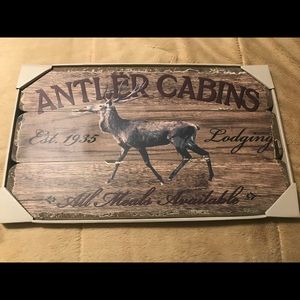 ANTLER CABINS
Est. 1935 Lodging
All Meals Available